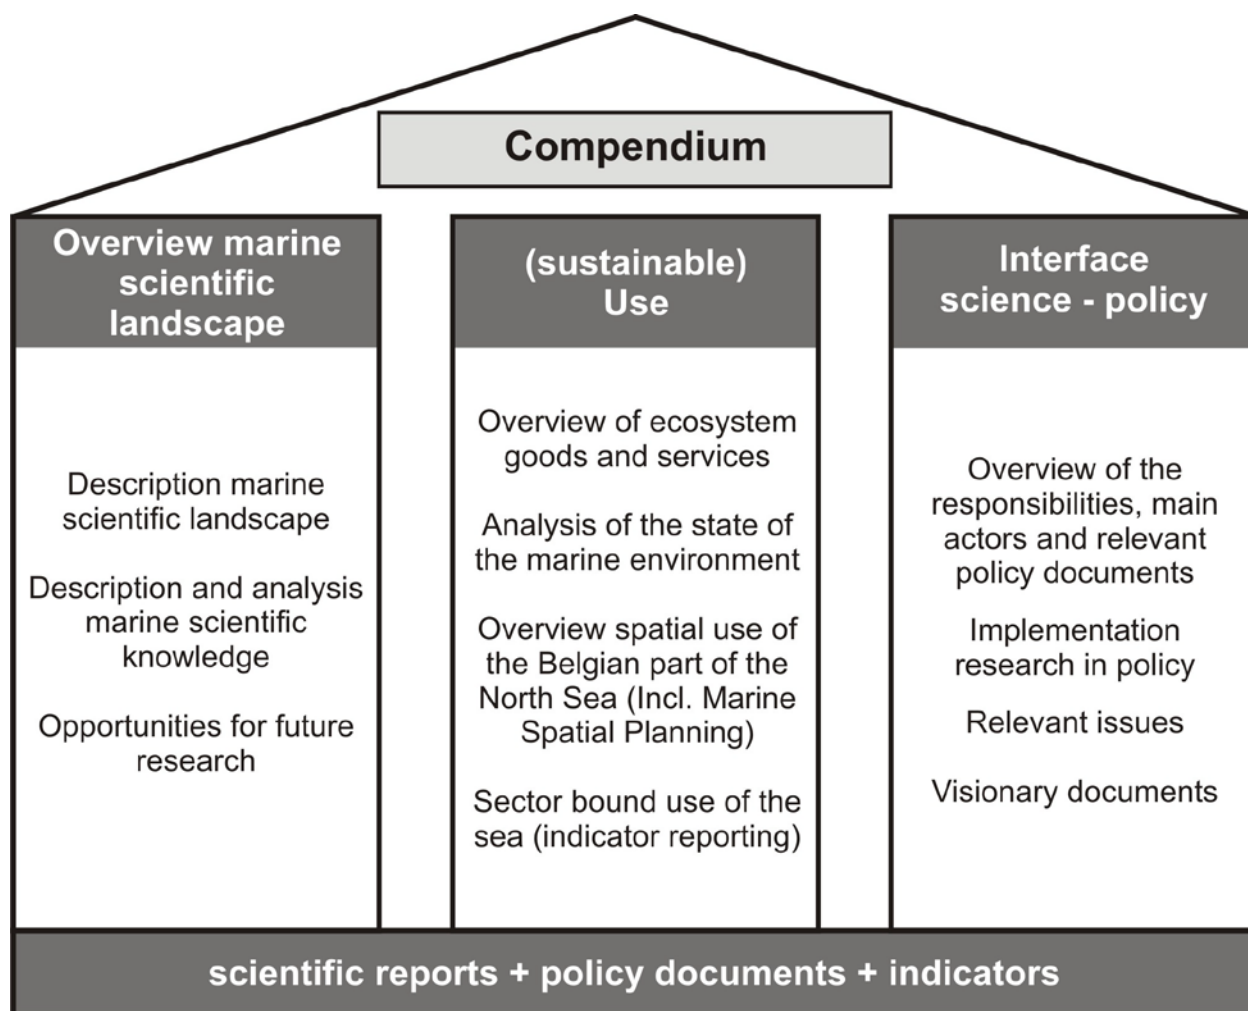 Compendium
Overview marine
scientific
landscape
Description marine
scientific landscape
Description and analysis
marine scientific
knowledge
Opportunities for future
research
(sustainable)
Use
Overview of ecosystem
goods and services
Analysis of the state of
the marine environment
Overview spatial use of
the Belgian part of the
North Sea (Incl. Marine
Spatial Planning)
Sector bound use of the
sea (indicator reporting)
Interface
science - policy
Overview of the
responsibilities, main
actors and relevant
policy documents
Implementation
research in policy
Relevant issues
Visionary documents
scientific reports + policy documents + indicators